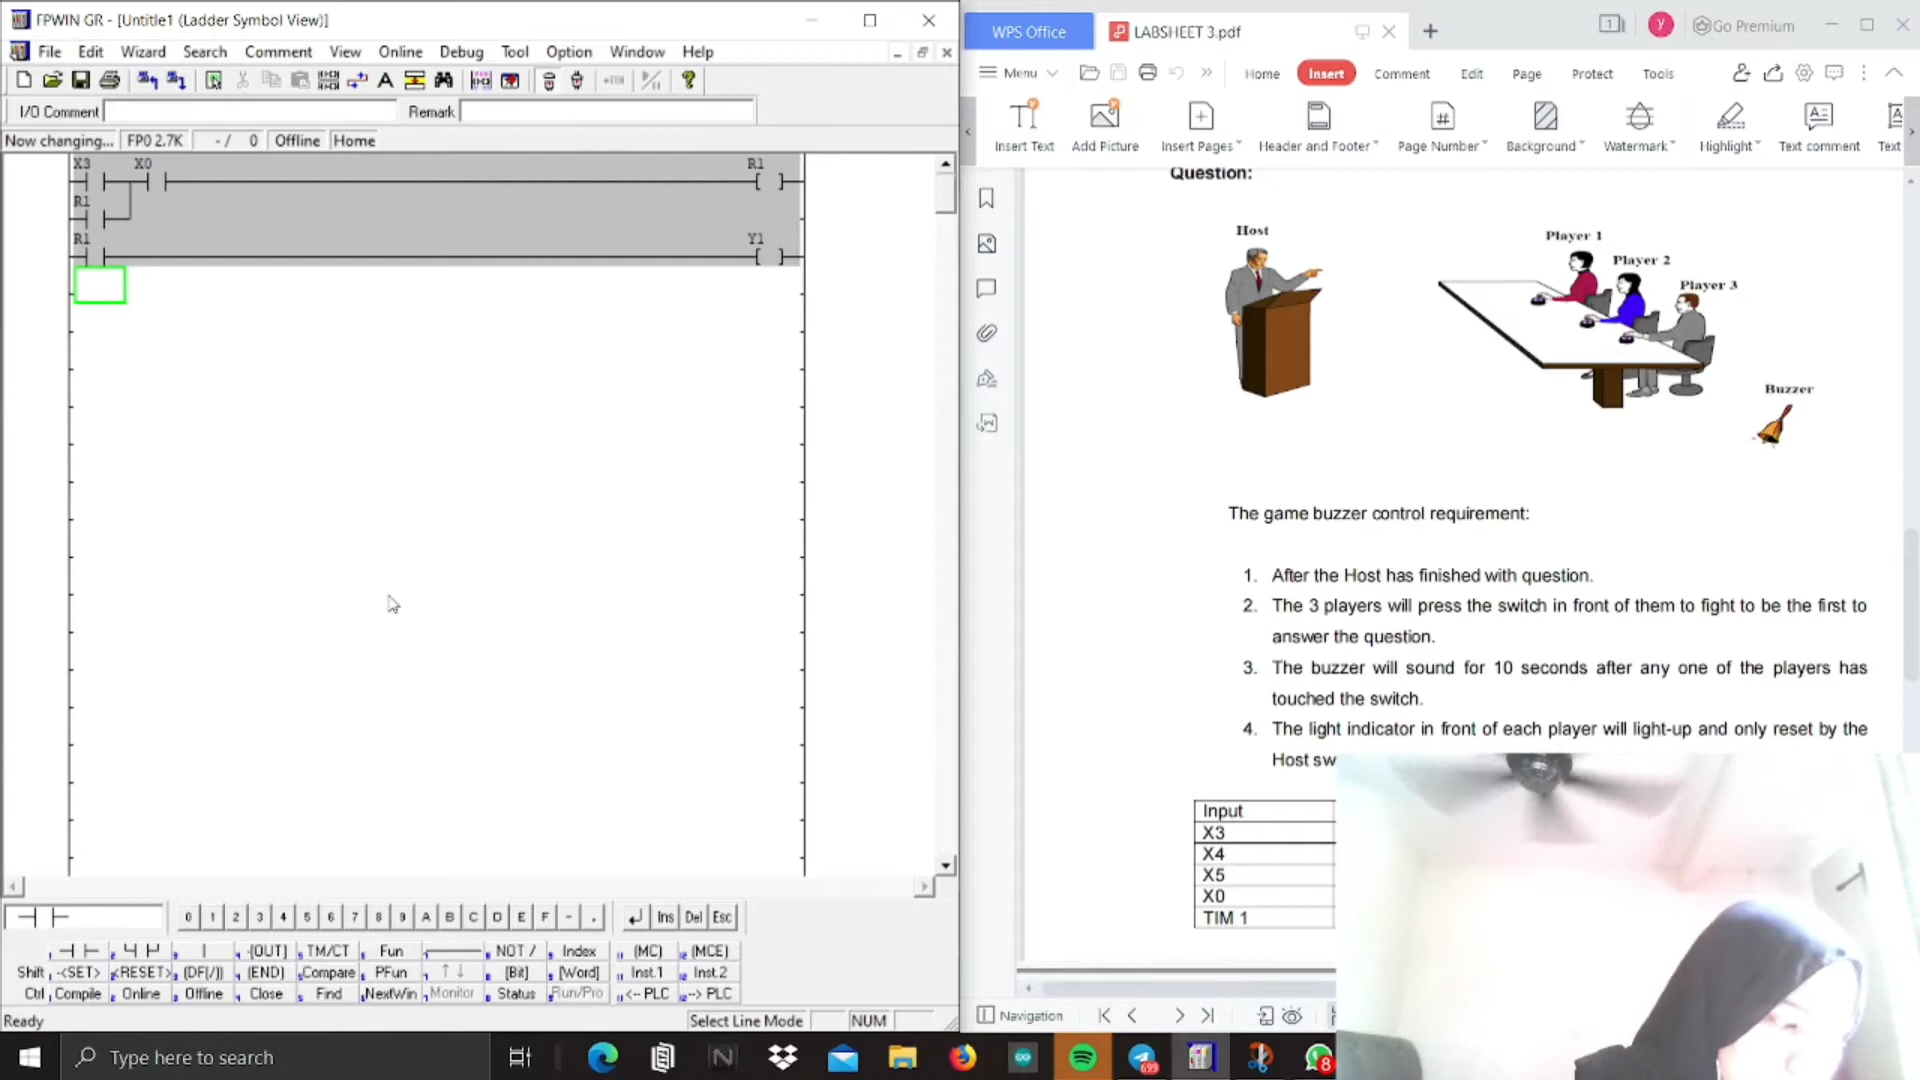 FPWIN GR - [Untitle1 (Ladder Symbol View)]
File Edit Wizard Search Comment View Online Debug Tool Option Window Help
I/O Comment Remark
Now changing... FP0 2.7K - / 0 Offline Home
X3 X0 R1
R1
R1 Y1
0 1 2 3 4 5 6 7 8 9 A B C D E F - . Ins Del Esc
[OUT] TM/CT Fun NOT / Index (MC) (MCE)
Shift -<SET> <RESET> (DF(/)) (END) Compare PFun [Bit] [Word] Inst.1 Inst.2
Ctrl Compile Online Offline Close Find NextWin Monitor Status Run/Pro <-- PLC --> PLC
Ready Select Line Mode NUM
Type here to search
WPS Office LABSHEET 3.pdf
1 y Go Premium
Menu Home Insert Comment Edit Page Protect Tools
Insert Text Add Picture Insert Pages Header and Footer Page Number Background Watermark Highlight Text comment Text
Question:
Host
Player 1
Player 2
Player 3
Buzzer
The game buzzer control requirement:
1. After the Host has finished with question.
2. The 3 players will press the switch in front of them to fight to be the first to
answer the question.
3. The buzzer will sound for 10 seconds after any one of the players has
touched the switch.
4. The light indicator in front of each player will light-up and only reset by the
Host sw
Input
X3
X4
X5
X0
TIM 1
Navigation
699
8